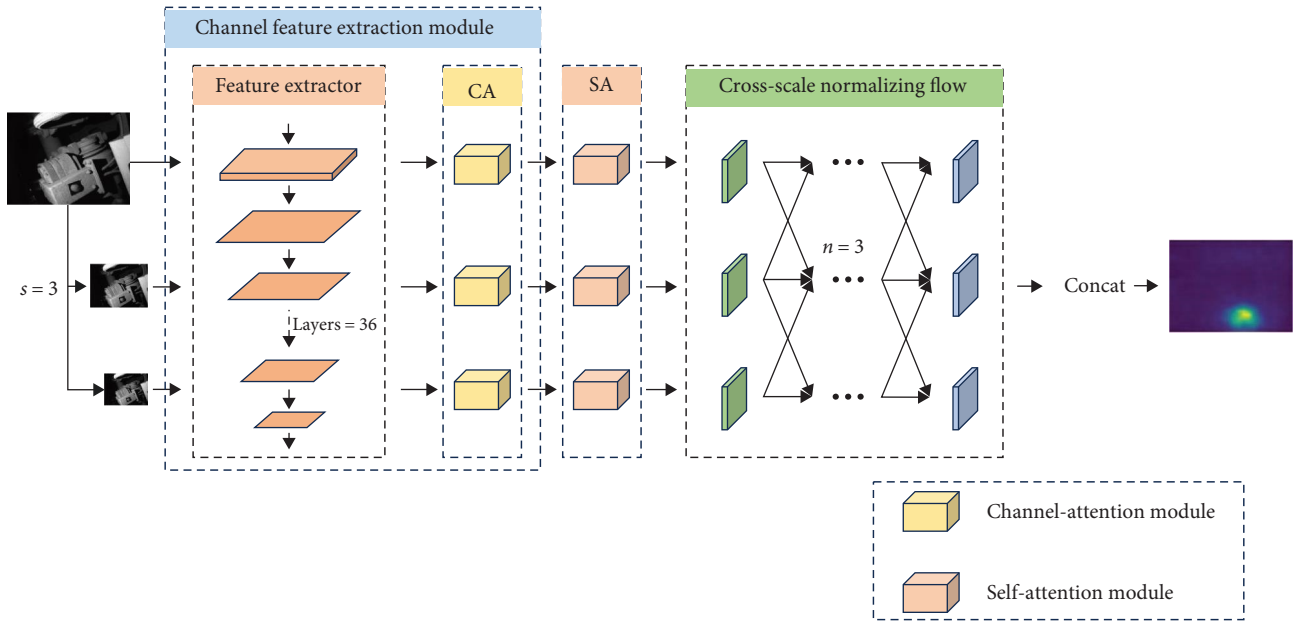 Channel feature extraction module
Feature extractor
CA
SA
Cross-scale normalizing flow
s = 3
Layers = 36
n = 3
Concat
Channel-attention module
Self-attention module